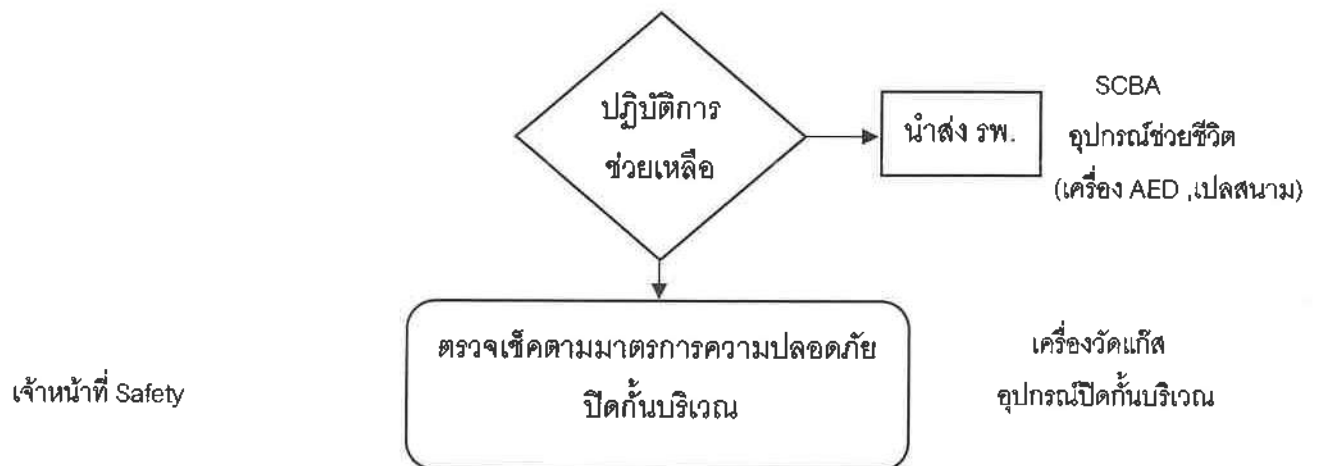 ปฏิบัติการ
ช่วยเหลือ
นำส่ง รพ.
SCBA
อุปกรณ์ช่วยชีวิต
(เครื่อง AED ,เปลสนาม)
ตรวจเช็คตามมาตรการความปลอดภัย
ปิดกั้นบริเวณ
เจ้าหน้าที่ Safety
เครื่องวัดแก๊ส
อุปกรณ์ปิดกั้นบริเวณ